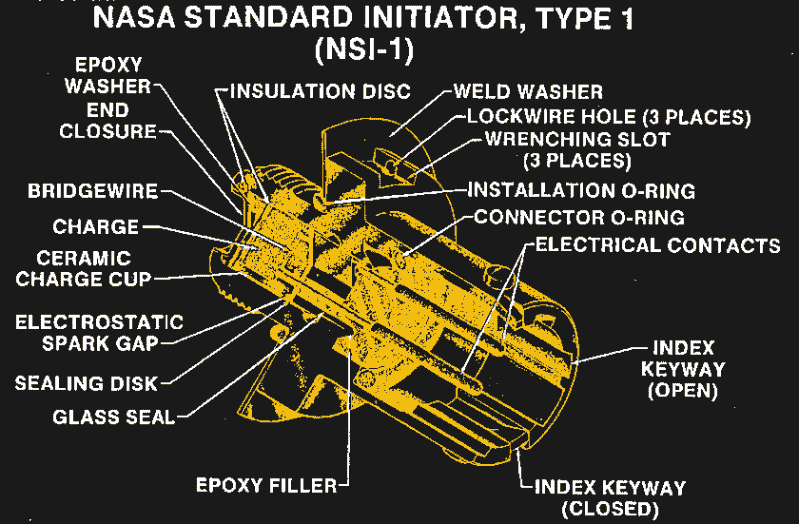 NASA STANDARD INITIATOR, TYPE 1
(NSI-1)
EPOXY
WASHER
END
CLOSURE
INSULATION DISC
WELD WASHER
LOCKWIRE HOLE (3 PLACES)
WRENCHING SLOT
(3 PLACES)
BRIDGEWIRE
INSTALLATION O-RING
CHARGE
CONNECTOR O-RING
CERAMIC
CHARGE CUP
ELECTRICAL CONTACTS
ELECTROSTATIC
SPARK GAP
SEALING DISK
GLASS SEAL
INDEX
KEYWAY
(OPEN)
EPOXY FILLER
INDEX KEYWAY
(CLOSED)